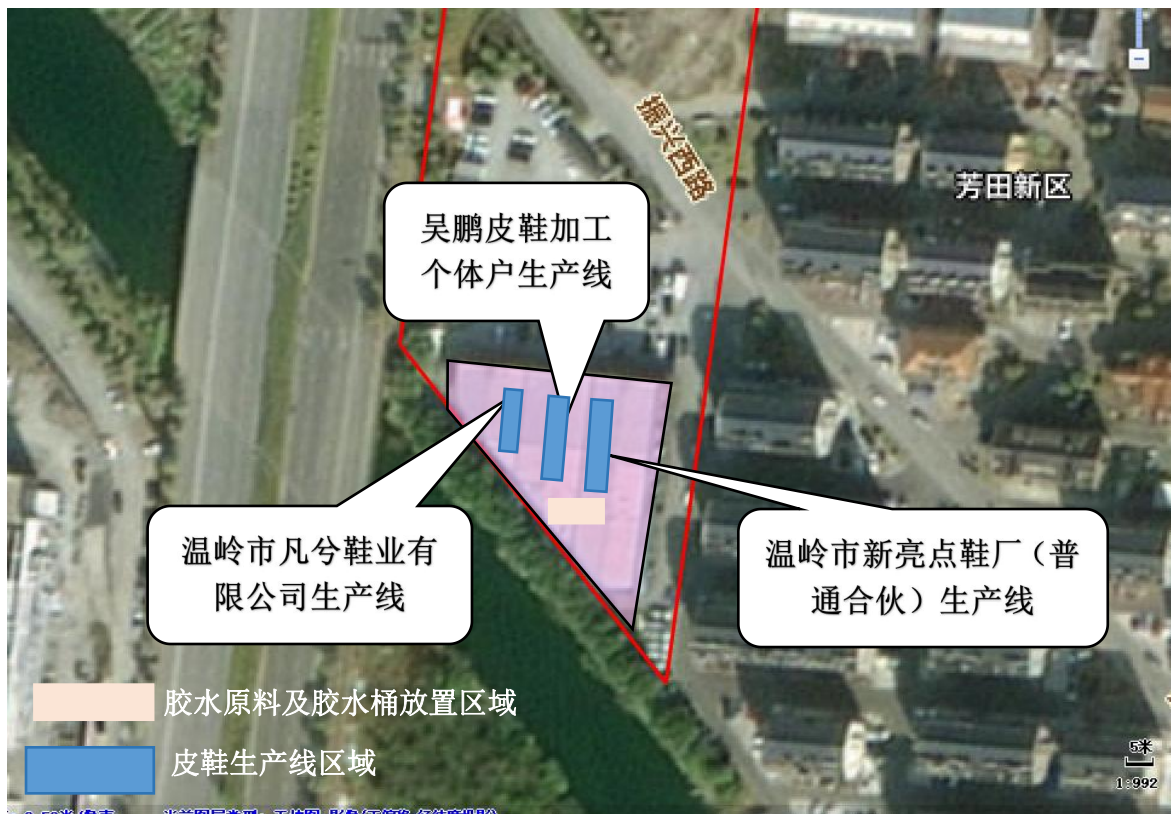 振兴西路
芳田新区
吴鹏皮鞋加工
个体户生产线
温岭市凡兮鞋业有
限公司生产线
温岭市新亮点鞋厂（普
通合伙）生产线
胶水原料及胶水桶放置区域
皮鞋生产线区域
5米
1:992